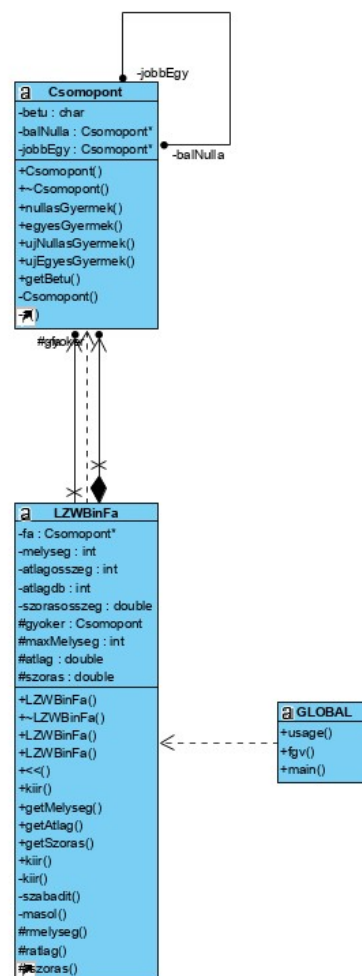 -jobbEgy
a Csomopont
-betu : char
-balNulla : Csomopont*
-jobbEgy : Csomopont*
-balNulla
+Csomopont()
+~Csomopont()
+nullasGyermek()
+egyesGyermek()
+ujNullasGyermek()
+ujEgyesGyermek()
+getBetu()
-Csomopont()
a LZWBinFa
-fa : Csomopont*
-melyseg : int
-atlagosszeg : int
-atlagdb : int
-szorasosszeg : double
#gyoker : Csomopont
#maxMelyseg : int
#atlag : double
#szoras : double
+LZWBinFa()
+~LZWBinFa()
+LZWBinFa()
+LZWBinFa()
+<<()
+kiir()
+getMelyseg()
+getAtlag()
+getSzoras()
+kiir()
-kiir()
-szabadit()
-masol()
#rmelyseg()
#ratlag()
a GLOBAL
+usage()
+fgv()
+main()